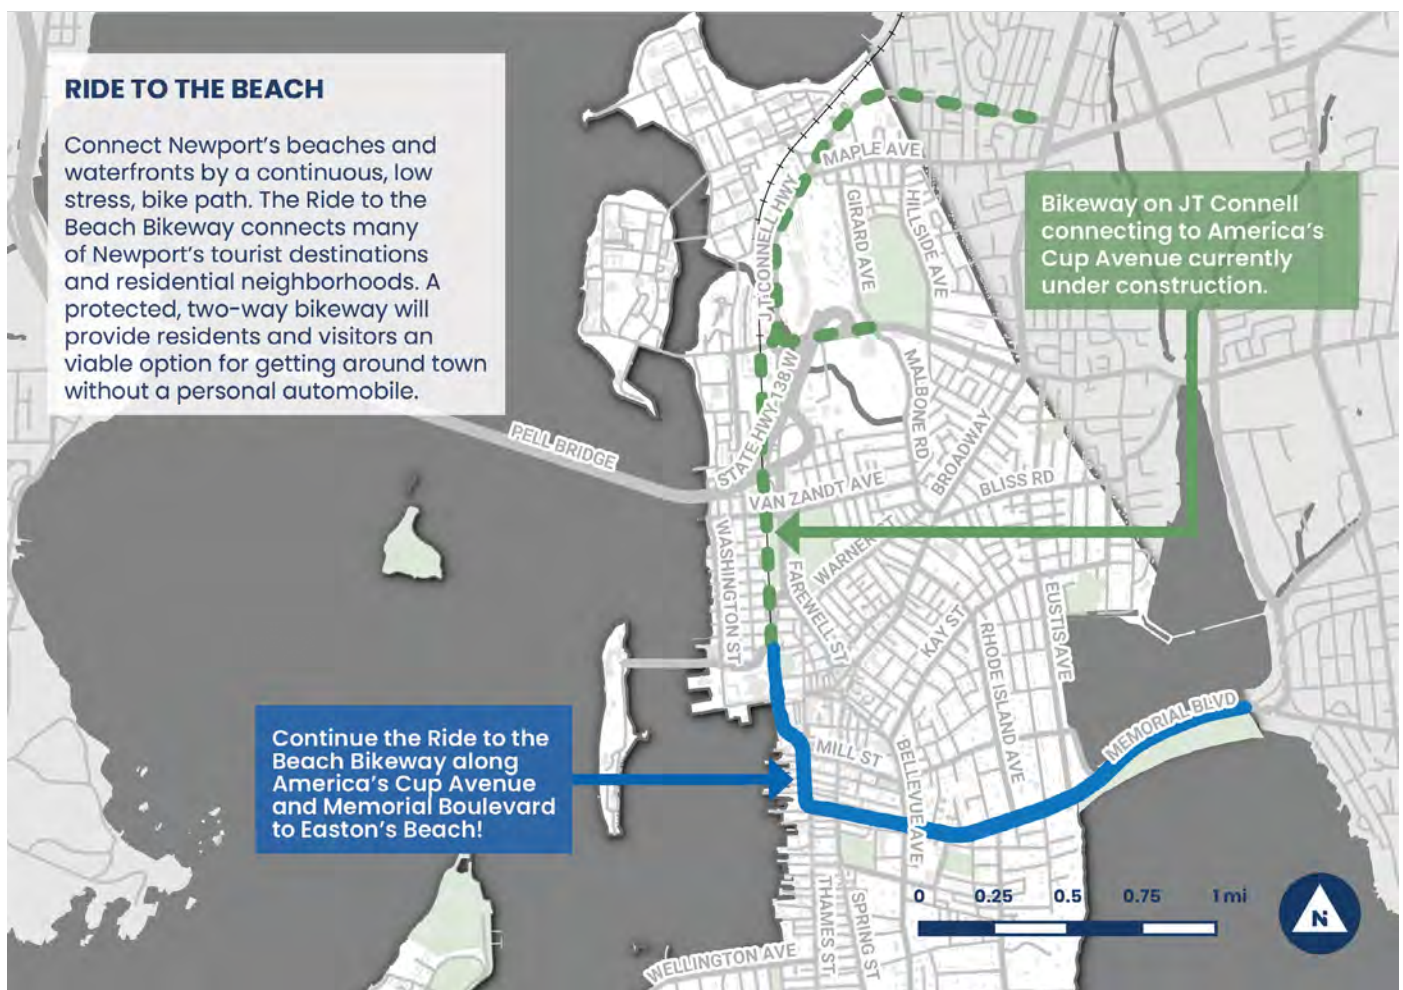 RIDE TO THE BEACH
Connect Newport's beaches and
waterfronts by a continuous, low
stress, bike path. The Ride to the
Beach Bikeway connects many
of Newport's tourist destinations
and residential neighborhoods. A
protected, two-way bikeway will
provide residents and visitors an
viable option for getting around town
without a personal automobile.
MAPLE AVE
J T CONNELL HWY
GIRARD AVE
HILLSIDE AVE
Bikeway on JT Connell
connecting to America's
Cup Avenue currently
under construction.
PELL BRIDGE
STATE HWY 138 W
MALBONE RD
BROADWAY
BLISS RD
VAN ZANDT AVE
WASHINGTON ST
WARNER ST
FAREWELL ST
KAY ST
RHODE ISLAND AVE
EUSTIS AVE
MEMORIAL BLVD
Continue the Ride to the
Beach Bikeway along
America's Cup Avenue
and Memorial Boulevard
to Easton's Beach!
MILL ST
BELLEVUE AVE
THAMES ST
SPRING ST
WELLINGTON AVE
0 0.25 0.5 0.75 1 mi
N